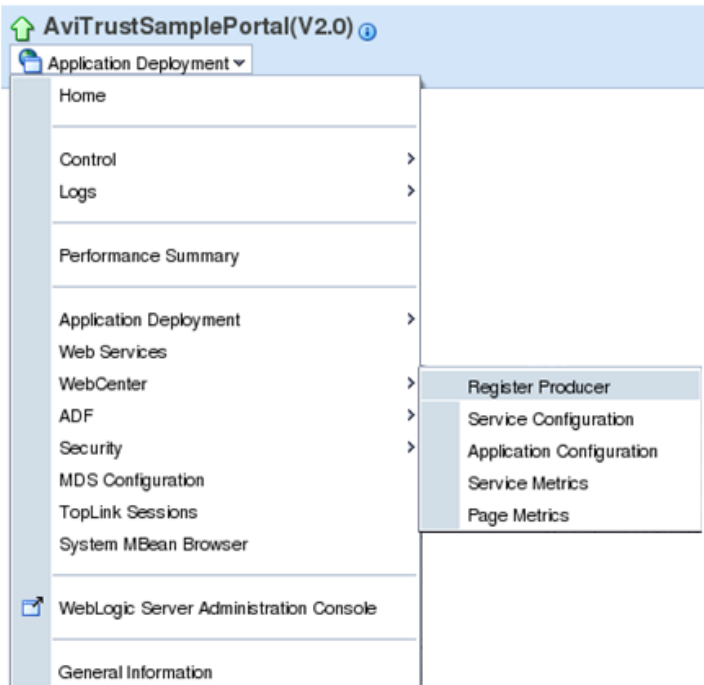 AviTrustSamplePortal(V2.0)
Application Deployment
Home
Control
Logs
Performance Summary
Application Deployment
Web Services
WebCenter
ADF
Security
MDS Configuration
TopLink Sessions
System MBean Browser
WebLogic Server Administration Console
General Information
Register Producer
Service Configuration
Application Configuration
Service Metrics
Page Metrics